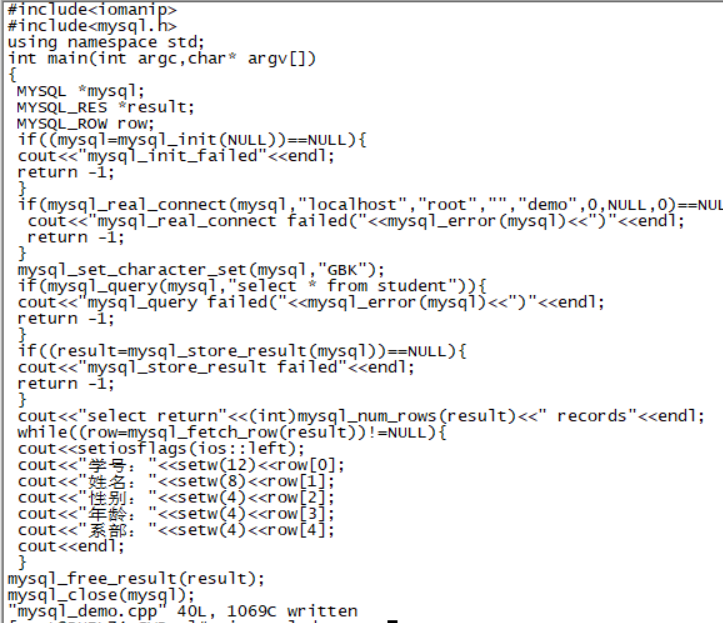 #include<iomanip>
#include<mysql.h>
using namespace std;
int main(int argc,char* argv[])
{
 MYSQL *mysql;
 MYSQL_RES *result;
 MYSQL_ROW row;
 if((mysql=mysql_init(NULL))==NULL){
 cout<<"mysql_init_failed"<<endl;
 return -1;
 }
 if(mysql_real_connect(mysql,"localhost","root","","demo",0,NULL,0)==NUL
  cout<<"mysql_real_connect failed("<<mysql_error(mysql)<<")"<<endl;
  return -1;
 }
 mysql_set_character_set(mysql,"GBK");
 if(mysql_query(mysql,"select * from student")){
 cout<<"mysql_query failed("<<mysql_error(mysql)<<")"<<endl;
 return -1;
 }
 if((result=mysql_store_result(mysql))==NULL){
 cout<<"mysql_store_result failed"<<endl;
 return -1;
 }
 cout<<"select return"<<(int)mysql_num_rows(result)<<" records"<<endl;
 while((row=mysql_fetch_row(result))!=NULL){
 cout<<setiosflags(ios::left);
 cout<<"学号："<<setw(12)<<row[0];
 cout<<"姓名："<<setw(8)<<row[1];
 cout<<"性别："<<setw(4)<<row[2];
 cout<<"年龄："<<setw(4)<<row[3];
 cout<<"系部："<<setw(4)<<row[4];
 cout<<endl;
 }
mysql_free_result(result);
mysql_close(mysql);
"mysql_demo.cpp" 40L, 1069C written